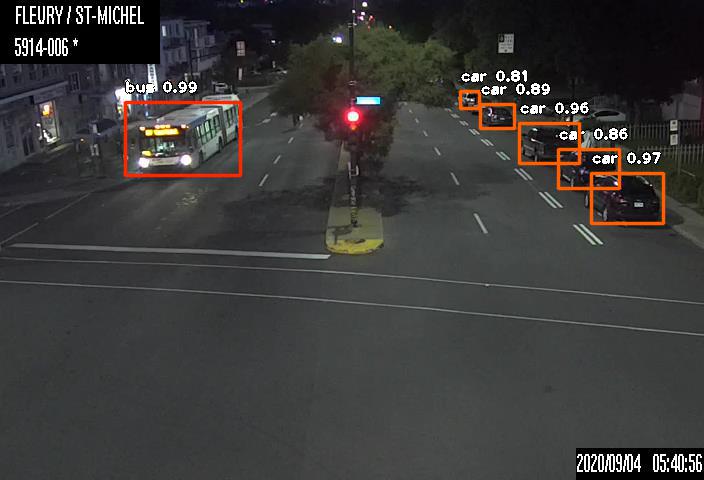 FLEURY / ST-MICHEL
5914-006 *
bus 0.99
car 0.81
car 0.89
car 0.96
car 0.86
car 0.97
2020/09/04 05:40:56